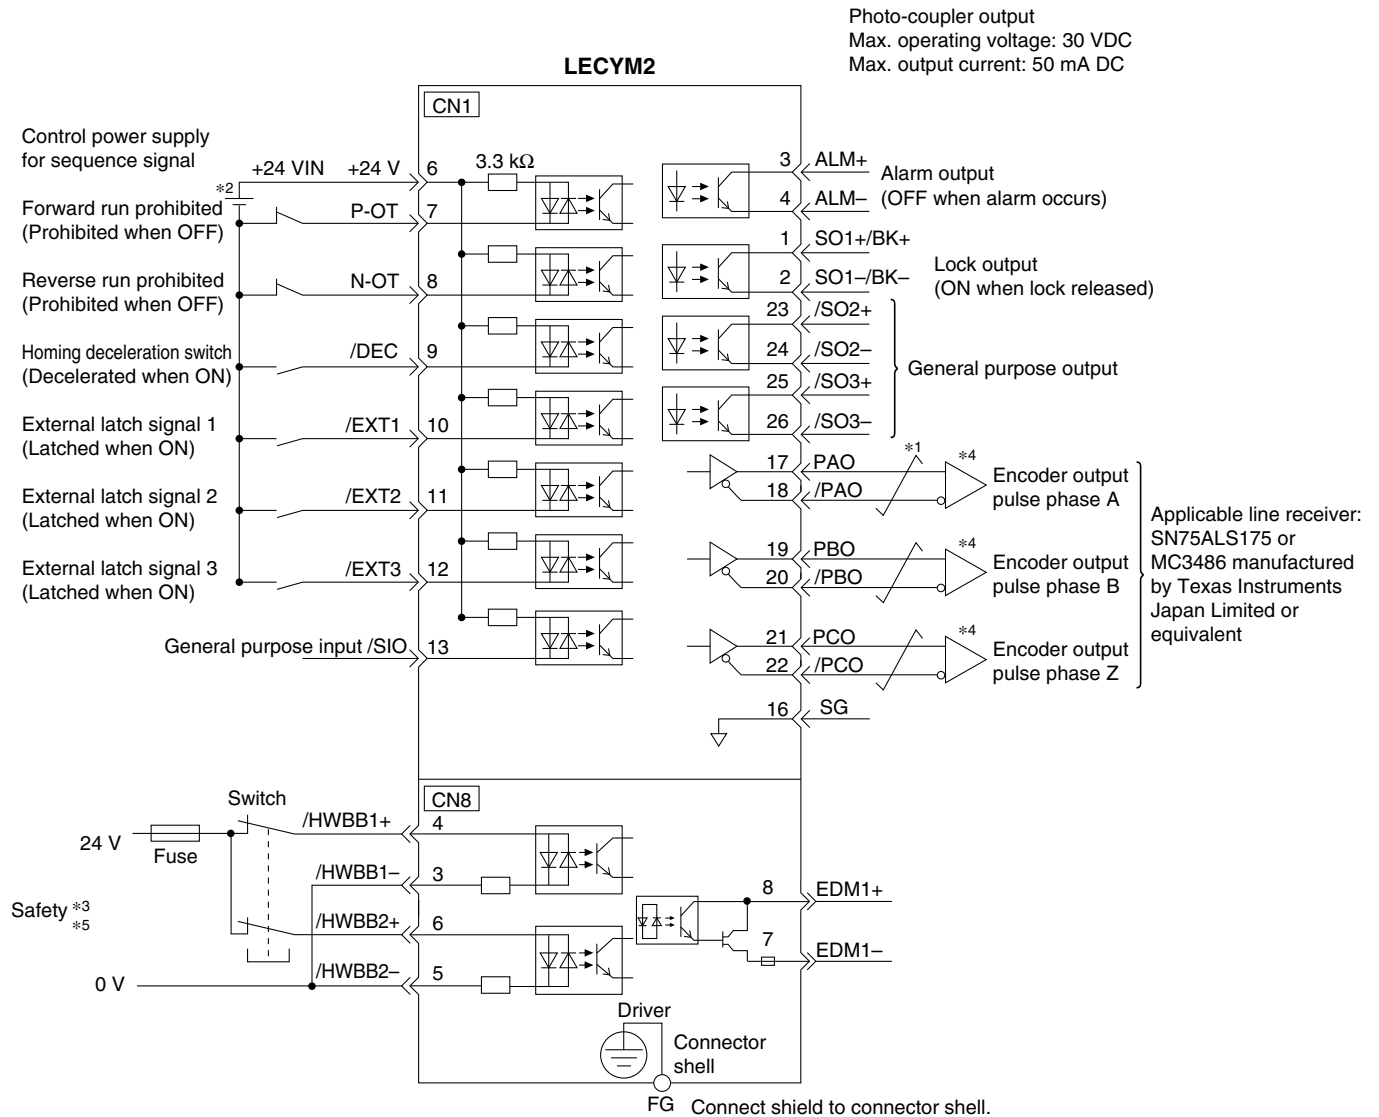 Photo-coupler output
Max. operating voltage: 30 VDC
Max. output current: 50 mA DC
LECYM2
CN1
Control power supply
for sequence signal
+24 VIN
+24 V
6
3.3 kΩ
*2
Forward run prohibited
(Prohibited when OFF)
P-OT
7
Reverse run prohibited
(Prohibited when OFF)
N-OT
8
Homing deceleration switch
(Decelerated when ON)
/DEC
9
External latch signal 1
(Latched when ON)
/EXT1
10
External latch signal 2
(Latched when ON)
/EXT2
11
External latch signal 3
(Latched when ON)
/EXT3
12
General purpose input /SIO
13
3
ALM+
4
ALM–
Alarm output
(OFF when alarm occurs)
1
SO1+/BK+
2
SO1–/BK–
Lock output
(ON when lock released)
23
/SO2+
24
/SO2–
25
/SO3+
26
/SO3–
General purpose output
17
PAO
18
/PAO
*1
*4
Encoder output
pulse phase A
19
PBO
20
/PBO
*4
Encoder output
pulse phase B
21
PCO
22
/PCO
*4
Encoder output
pulse phase Z
Applicable line receiver:
SN75ALS175 or
MC3486 manufactured
by Texas Instruments
Japan Limited or
equivalent
16
SG
CN8
Switch
24 V
Fuse
/HWBB1+
4
/HWBB1–
3
Safety *3
*5
/HWBB2+
6
/HWBB2–
5
0 V
8
EDM1+
7
EDM1–
Driver
Connector
shell
FG
Connect shield to connector shell.